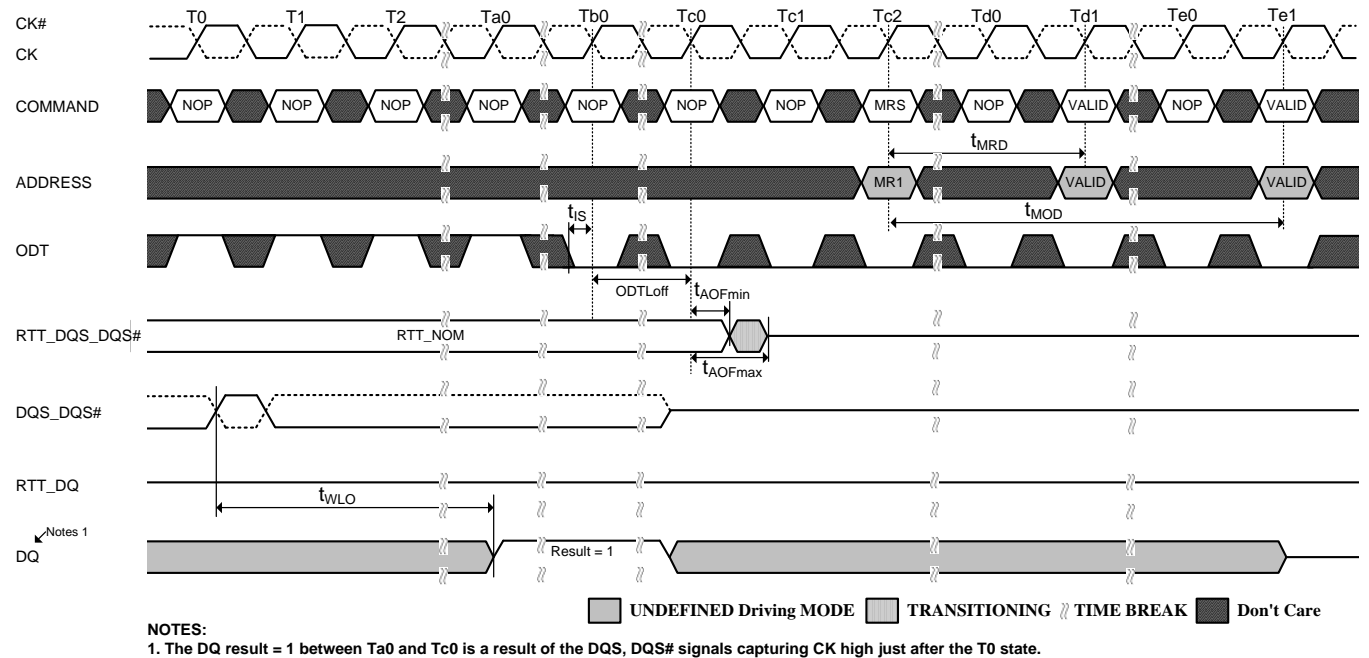 CK#
T0 T1 T2 Ta0 Tb0 Tc0 Tc1 Tc2 Td0 Td1 Te0 Te1
CK
COMMAND NOP NOP NOP NOP NOP NOP NOP MRS NOP VALID NOP VALID
tMRD
ADDRESS MR1 VALID VALID
tIS tMOD
ODT
ODTLoff tAOFmin
RTT_DQS_DQS# RTT_NOM
tAOFmax
DQS_DQS#
RTT_DQ
tWLO
Notes 1
DQ Result = 1
UNDEFINED Driving MODE TRANSITIONING TIME BREAK Don't Care
NOTES:
1. The DQ result = 1 between Ta0 and Tc0 is a result of the DQS, DQS# signals capturing CK high just after the T0 state.